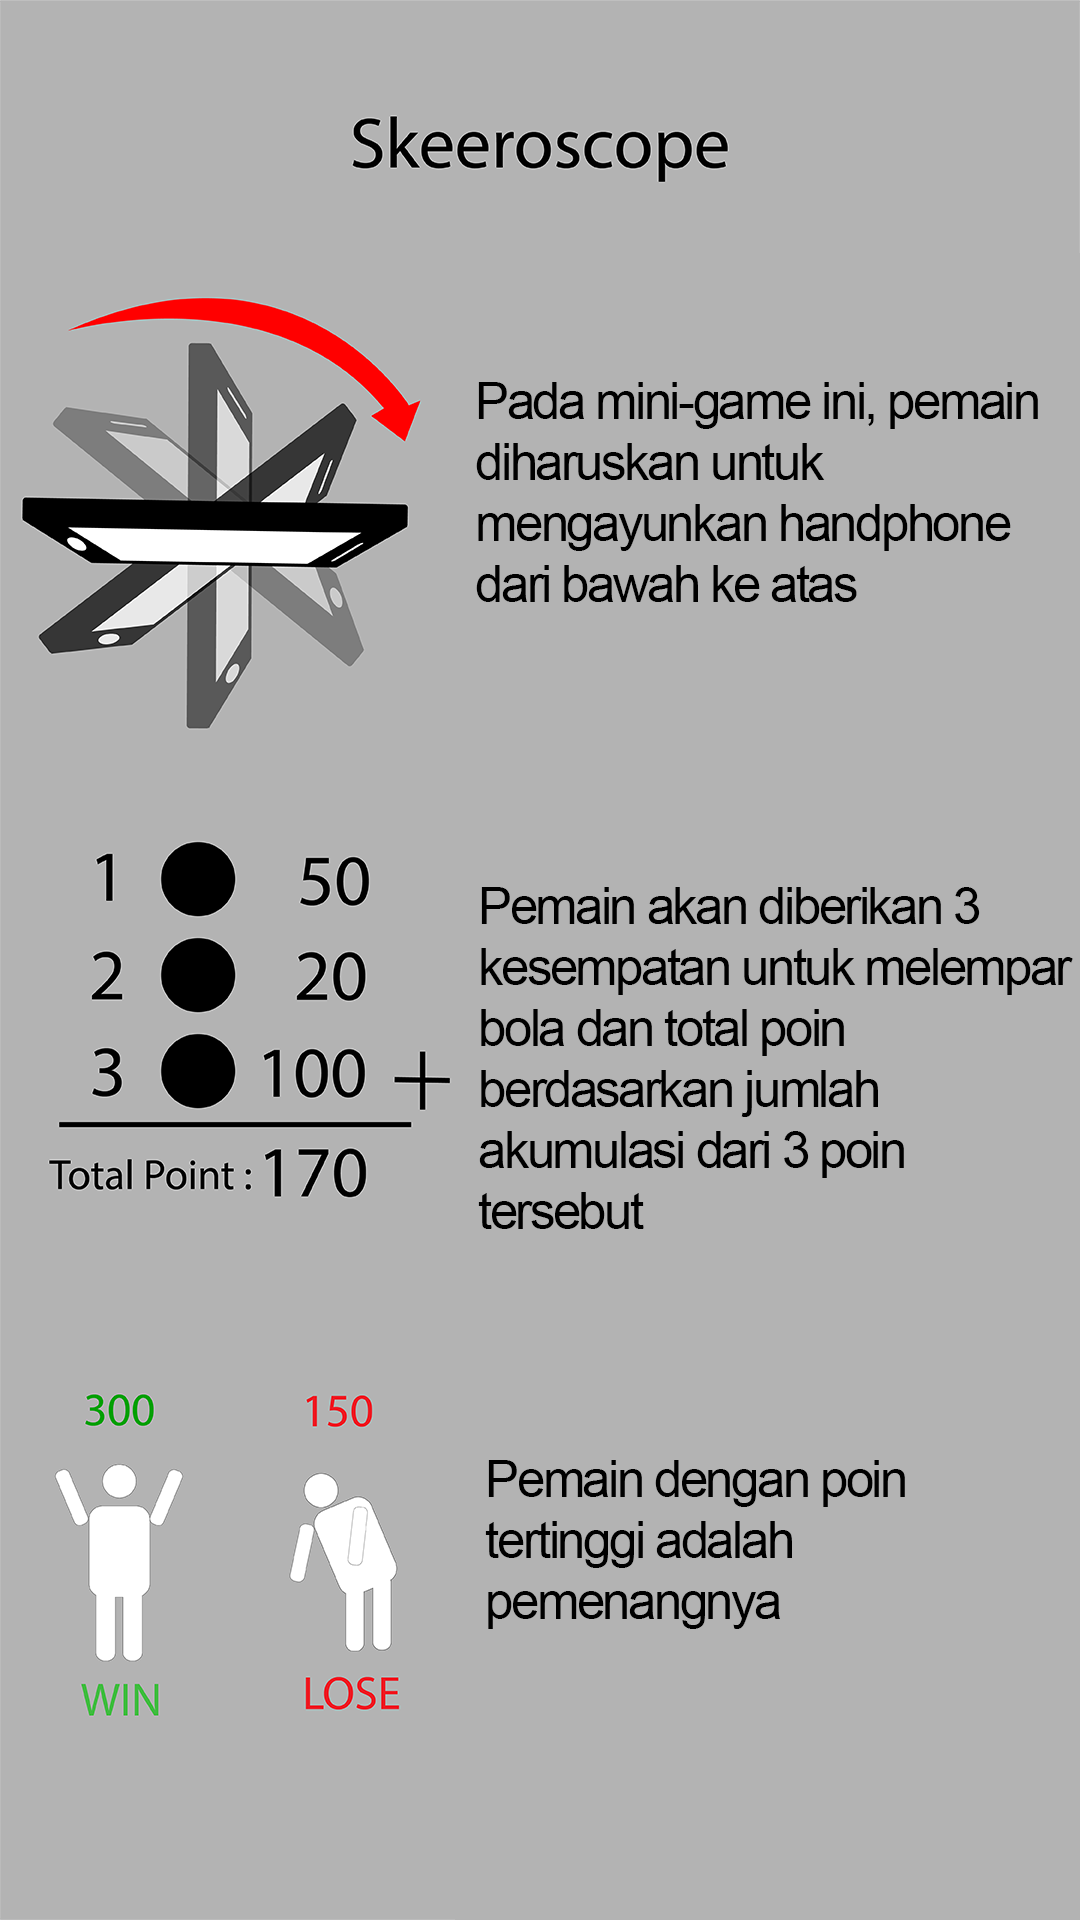 Skeeroscope
Pada mini-game ini, pemain
diharuskan untuk
mengayunkan handphone
dari bawah ke atas
1 50
2 20
3 100 +
Total Point : 170
Pemain akan diberikan 3
kesempatan untuk melempar
bola dan total poin
berdasarkan jumlah
akumulasi dari 3 poin
tersebut
300 150
WIN LOSE
Pemain dengan poin
tertinggi adalah
pemenangnya